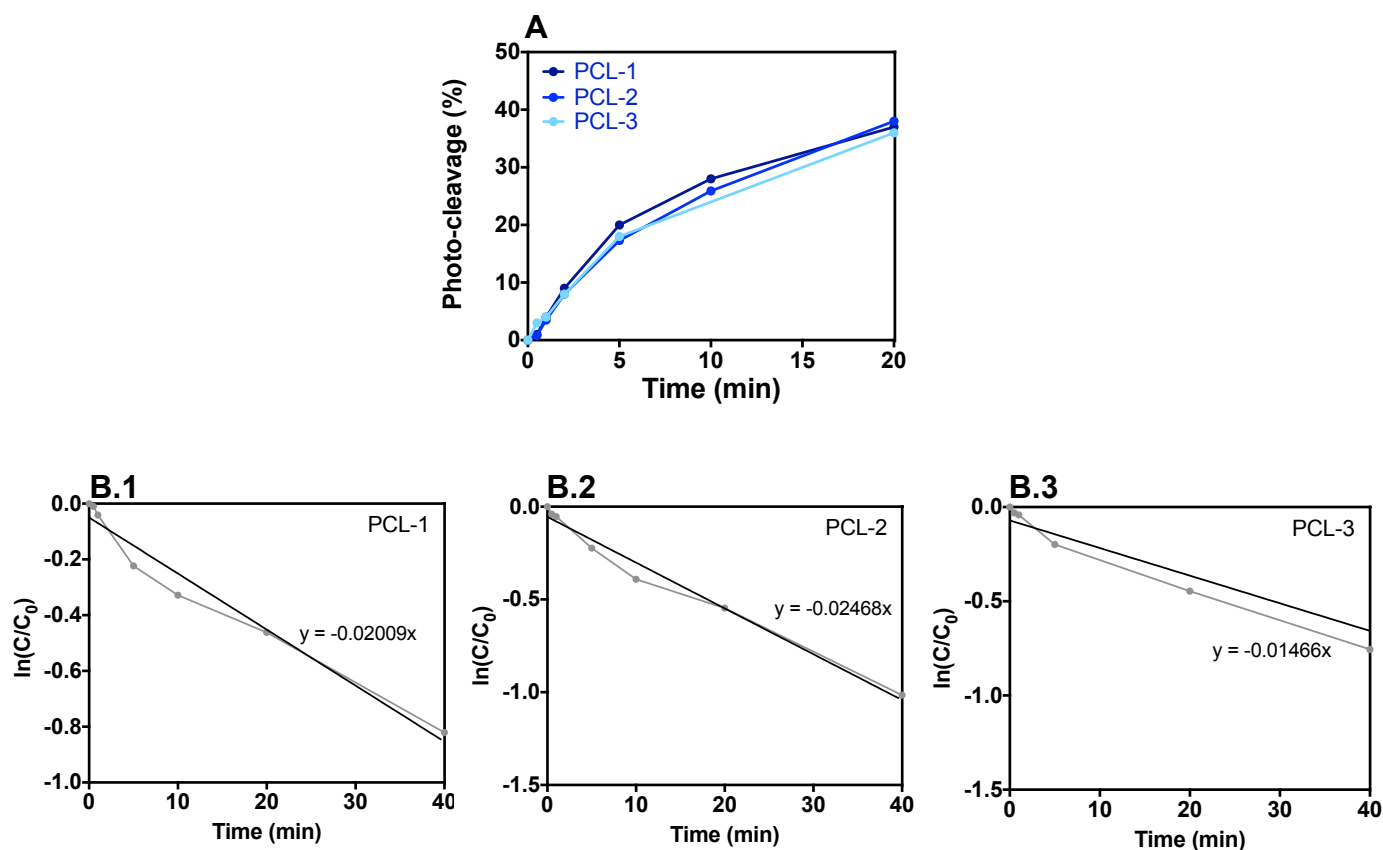 A
50
40
30
20
10
0
Photo-cleavage (%)
PCL-1
PCL-2
PCL-3
0 5 10 15 20
Time (min)
B.1
0.0
-0.2
-0.4
-0.6
-0.8
-1.0
ln(C/C0)
PCL-1
y = -0.02009x
0 10 20 30 40
Time (min)
B.2
0.0
-0.5
-1.0
-1.5
ln(C/C0)
PCL-2
y = -0.02468x
0 10 20 30 40
Time (min)
B.3
0.0
-0.5
-1.0
-1.5
ln(C/C0)
PCL-3
y = -0.01466x
0 10 20 30 40
Time (min)